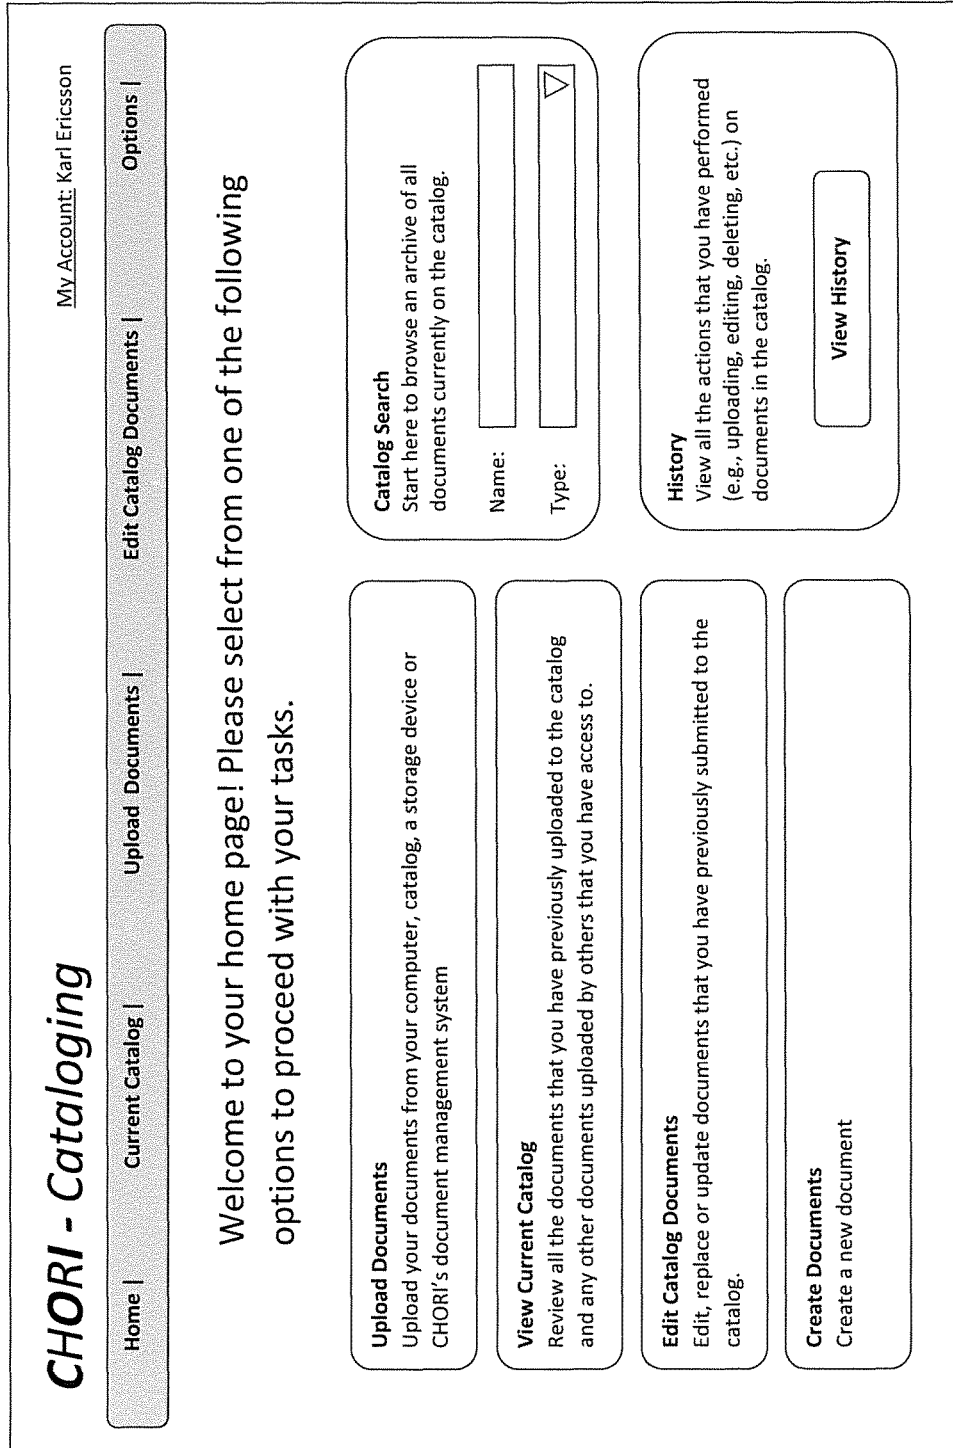 CHORI - Cataloging
My Account: Karl Ericsson
Home | Current Catalog | Upload Documents | Edit Catalog Documents | Options |
Welcome to your home page! Please select from one of the following
options to proceed with your tasks.
Upload Documents
Upload your documents from your computer, catalog, a storage device or
CHORI's document management system
View Current Catalog
Review all the documents that you have previously uploaded to the catalog
and any other documents uploaded by others that you have access to.
Edit Catalog Documents
Edit, replace or update documents that you have previously submitted to the
catalog.
Create Documents
Create a new document
Catalog Search
Start here to browse an archive of all
documents currently on the catalog.
Name:
Type:
History
View all the actions that you have performed
(e.g., uploading, editing, deleting, etc.) on
documents in the catalog.
View History